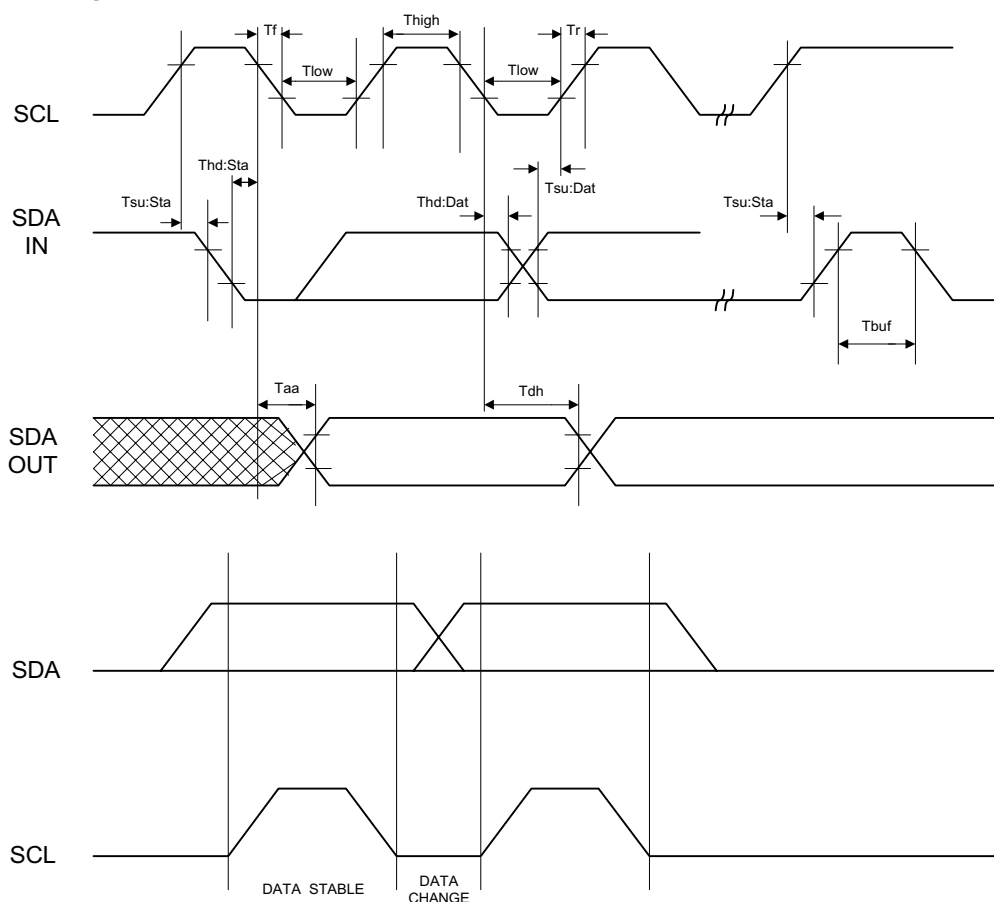 Tf
Thigh
Tr
Tlow
Tlow
SCL
Thd:Sta
Tsu:Sta
Thd:Dat
Tsu:Dat
Tsu:Sta
SDA
IN
Tbuf
Taa
Tdh
SDA
OUT
SDA
SCL
DATA STABLE
DATA
CHANGE